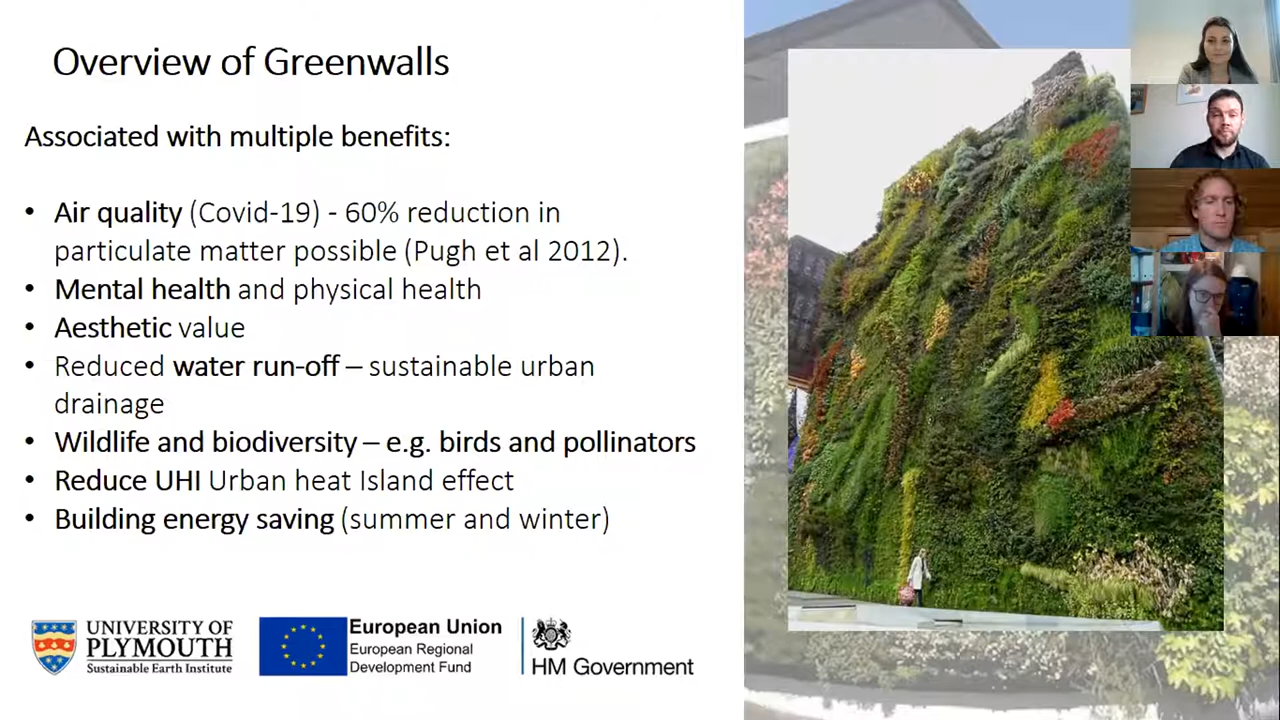 Overview of Greenwalls
Associated with multiple benefits:
• Air quality (Covid-19) - 60% reduction in
particulate matter possible (Pugh et al 2012).
• Mental health and physical health
• Aesthetic value
• Reduced water run-off – sustainable urban
drainage
• Wildlife and biodiversity – e.g. birds and pollinators
• Reduce UHI Urban heat Island effect
• Building energy saving (summer and winter)
UNIVERSITY OF
PLYMOUTH
Sustainable Earth Institute
European Union
European Regional
Development Fund
HM Government